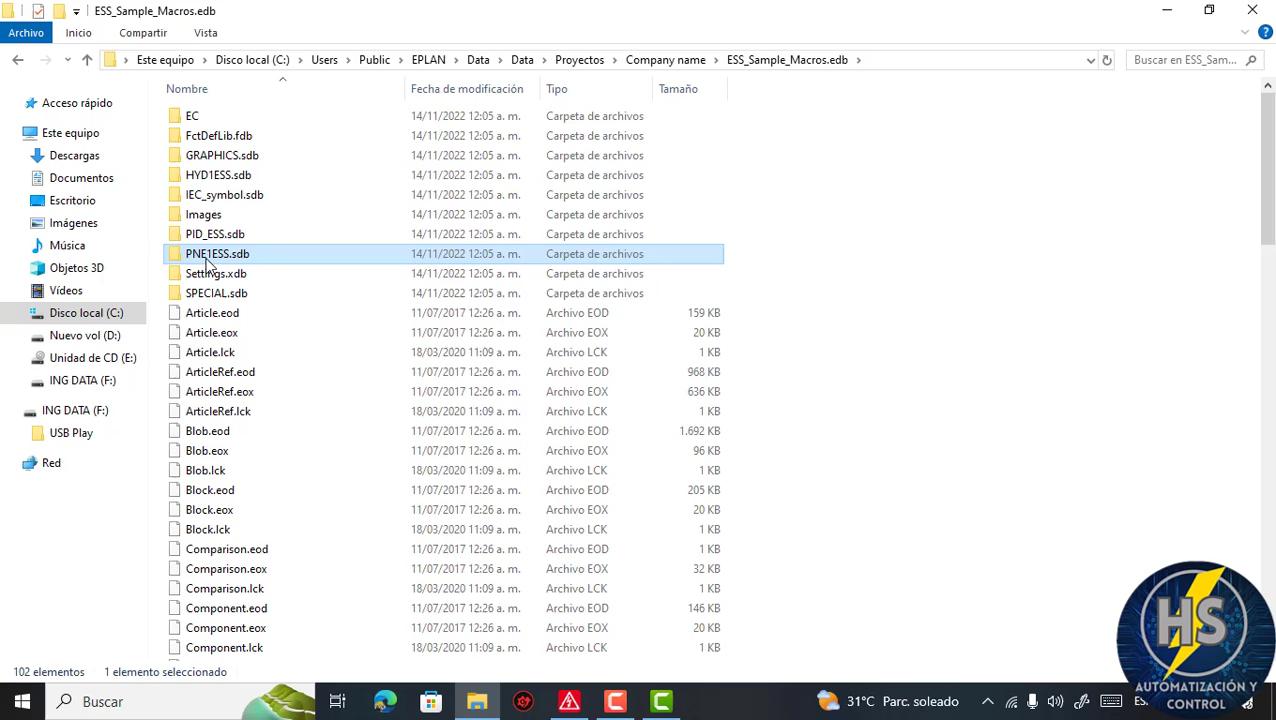 ESS_Sample_Macros.edb
Archivo Inicio Compartir Vista
Este equipo Disco local (C:) Users Public EPLAN Data Data Proyectos Company name ESS_Sample_Macros.edb Buscar en ESS_Sam...
Nombre Fecha de modificación Tipo Tamaño
Acceso rápido
Este equipo
Descargas
Documentos
Escritorio
Imágenes
Música
Objetos 3D
Vídeos
Disco local (C:)
Nuevo vol (D:)
Unidad de CD (E:)
ING DATA (F:)
ING DATA (F:)
USB Play
Red
EC 14/11/2022 12:05 a. m. Carpeta de archivos
FctDefLib.fdb 14/11/2022 12:05 a. m. Carpeta de archivos
GRAPHICS.sdb 14/11/2022 12:05 a. m. Carpeta de archivos
HYD1ESS.sdb 14/11/2022 12:05 a. m. Carpeta de archivos
IEC_symbol.sdb 14/11/2022 12:05 a. m. Carpeta de archivos
Images 14/11/2022 12:05 a. m. Carpeta de archivos
PID_ESS.sdb 14/11/2022 12:05 a. m. Carpeta de archivos
PNE1ESS.sdb 14/11/2022 12:05 a. m. Carpeta de archivos
Settings.xdb 14/11/2022 12:05 a. m. Carpeta de archivos
SPECIAL.sdb 14/11/2022 12:05 a. m. Carpeta de archivos
Article.eod 11/07/2017 12:26 a. m. Archivo EOD 159 KB
Article.eox 11/07/2017 12:26 a. m. Archivo EOX 20 KB
Article.lck 18/03/2020 11:09 a. m. Archivo LCK 1 KB
ArticleRef.eod 11/07/2017 12:26 a. m. Archivo EOD 968 KB
ArticleRef.eox 11/07/2017 12:26 a. m. Archivo EOX 636 KB
ArticleRef.lck 18/03/2020 11:09 a. m. Archivo LCK 1 KB
Blob.eod 11/07/2017 12:26 a. m. Archivo EOD 1.692 KB
Blob.eox 11/07/2017 12:26 a. m. Archivo EOX 96 KB
Blob.lck 18/03/2020 11:09 a. m. Archivo LCK 1 KB
Block.eod 11/07/2017 12:26 a. m. Archivo EOD 205 KB
Block.eox 11/07/2017 12:26 a. m. Archivo EOX 20 KB
Block.lck 18/03/2020 11:09 a. m. Archivo LCK 1 KB
Comparison.eod 11/07/2017 12:26 a. m. Archivo EOD 549 KB
Comparison.eox 11/07/2017 12:26 a. m. Archivo EOX 32 KB
Comparison.lck 18/03/2020 11:09 a. m. Archivo LCK 1 KB
Component.eod 11/07/2017 12:26 a. m. Archivo EOD 146 KB
Component.eox 11/07/2017 12:26 a. m. Archivo EOX 20 KB
Component.lck 18/03/2020 11:09 a. m. Archivo LCK 1 KB
102 elementos 1 elemento seleccionado
HS
AUTOMATIZACIÓN Y
CONTROL
Buscar 31°C Parc. soleado